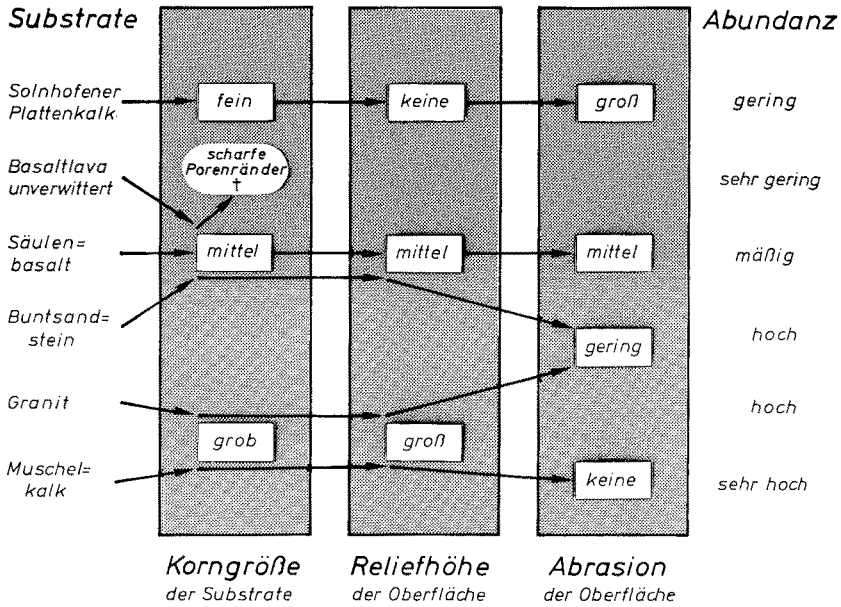 Substrate
Abundanz
Solnhofener
Plattenkalk
fein
keine
groß
gering
Basaltlava
unverwittert
scharfe
Porenränder
†
sehr gering
Säulen=
basalt
mittel
mittel
mittel
mäßig
Buntsand=
stein
gering
hoch
Granit
hoch
grob
groß
Muschel=
kalk
keine
sehr hoch
Korngröße
der Substrate
Reliefhöhe
der Oberfläche
Abrasion
der Oberfläche